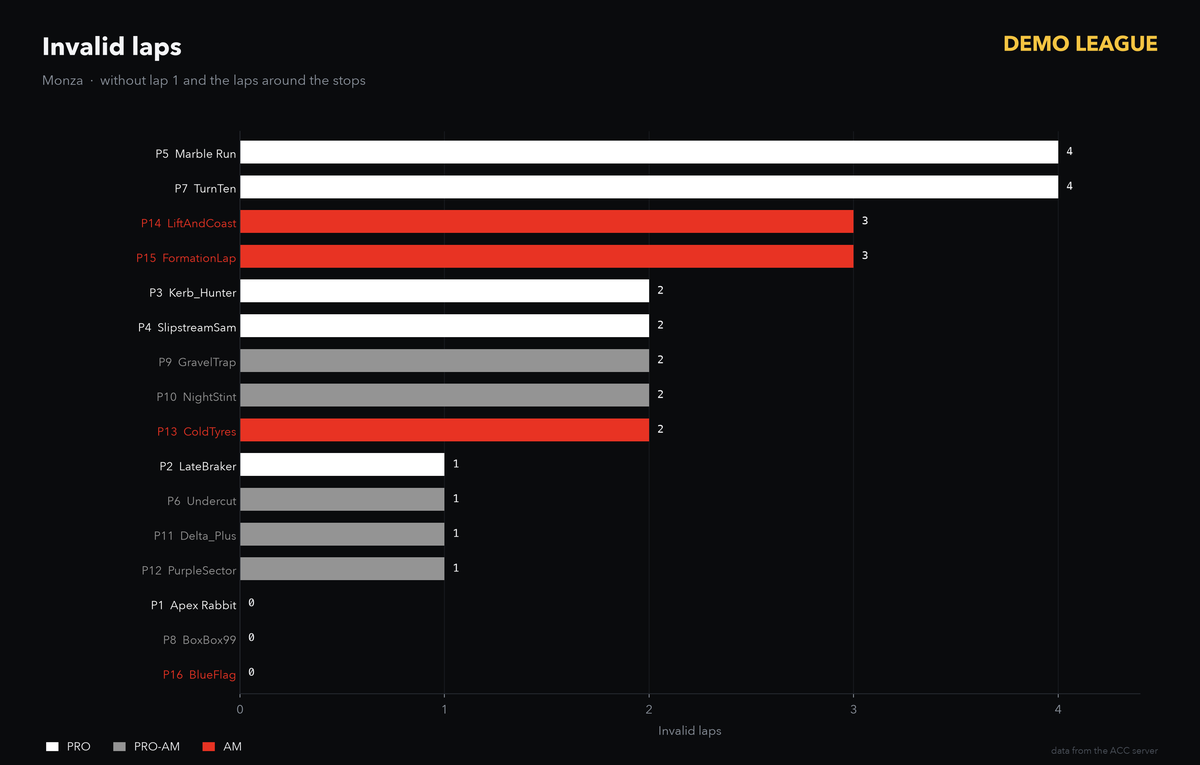 Invalid laps
DEMO LEAGUE
Monza · without lap 1 and the laps around the stops
P5 Marble Run 4
P7 TurnTen 4
P14 LiftAndCoast 3
P15 FormationLap 3
P3 Kerb_Hunter 2
P4 SlipstreamSam 2
P9 GravelTrap 2
P10 NightStint 2
P13 ColdTyres 2
P2 LateBraker 1
P6 Undercut 1
P11 Delta_Plus 1
P12 PurpleSector 1
P1 Apex Rabbit 0
P8 BoxBox99 0
P16 BlueFlag 0
0 1 2 3 4
Invalid laps
PRO PRO-AM AM
data from the ACC server